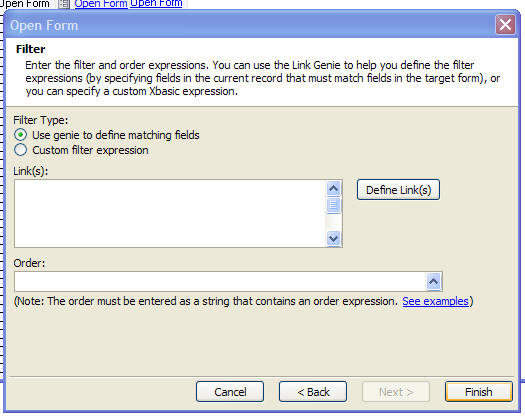 Open Form Open Form Open Form
Open Form
Filter
Enter the filter and order expressions. You can use the Link Genie to help you define the filter
expressions (by specifying fields in the current record that must match fields in the target form), or
you can specify a custom Xbasic expression.
Filter Type:
Use genie to define matching fields
Custom filter expression
Link(s):
Define Link(s)
Order:
(Note: The order must be entered as a string that contains an order expression. See examples)
Cancel < Back Next > Finish